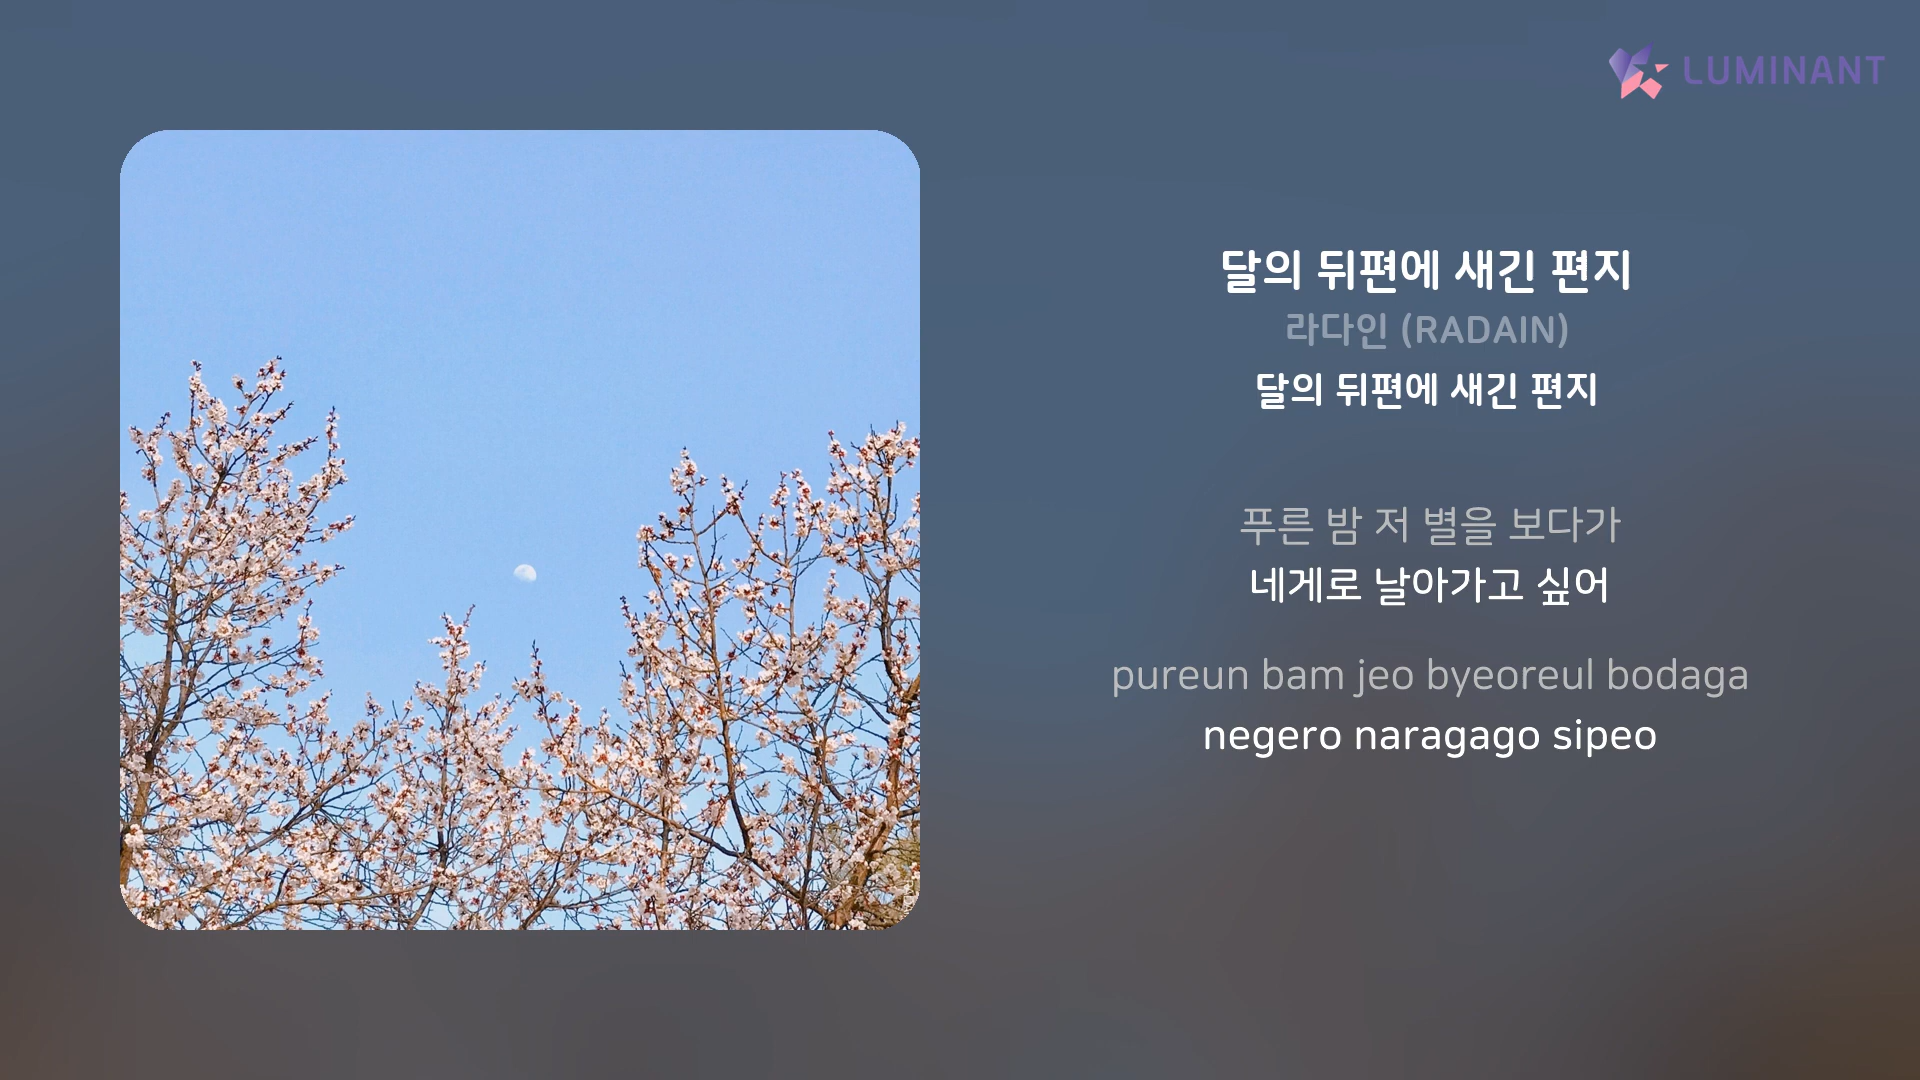 LUMINANT
달의 뒤편에 새긴 편지
라다인 (RADAIN)
달의 뒤편에 새긴 편지
푸른 밤 저 별을 보다가
네게로 날아가고 싶어
pureun bam jeo byeoreul bodaga
negero naragago sipeo